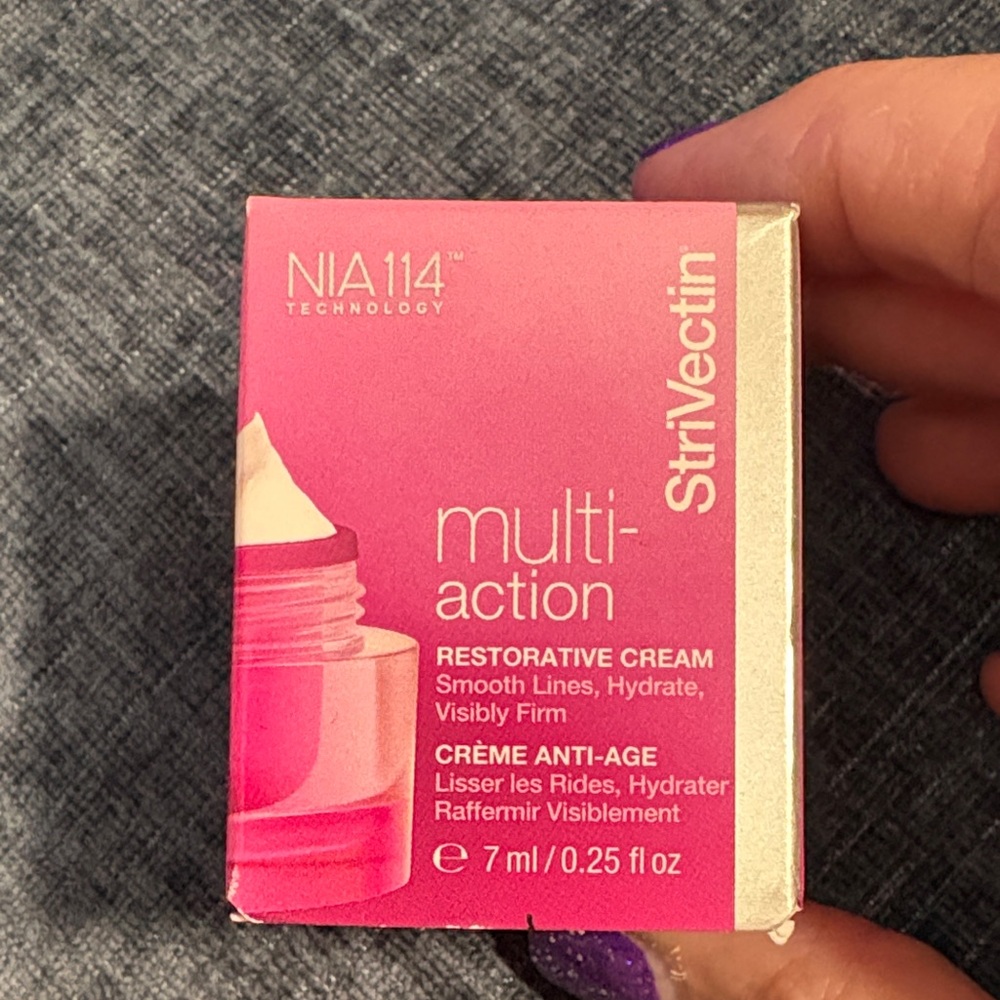 NIA114™
TECHNOLOGY
StriVectin®
multi-
action
RESTORATIVE CREAM
Smooth Lines, Hydrate,
Visibly Firm
CRÈME ANTI-AGE
Lisser les Rides, Hydrater
Raffermir Visiblement
℮ 7 ml / 0.25 fl oz